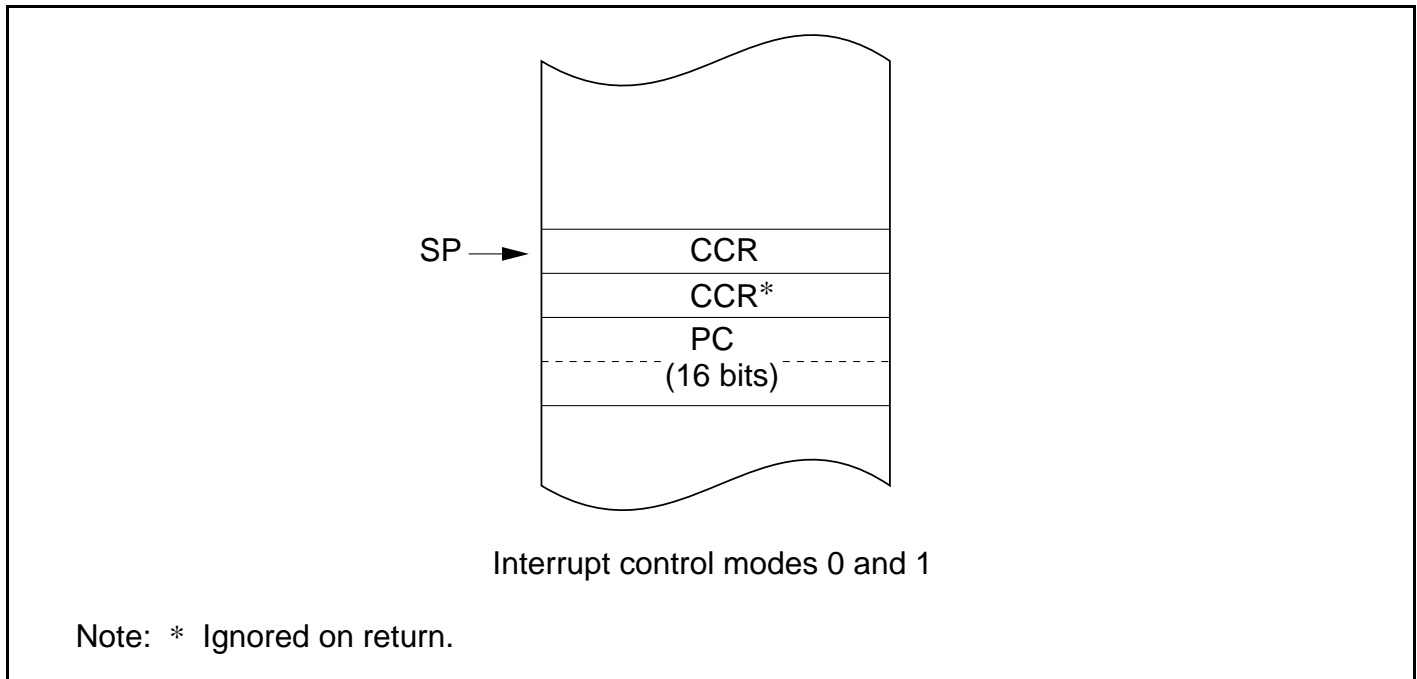 SP
CCR
CCR*
PC
(16 bits)
Interrupt control modes 0 and 1
Note: * Ignored on return.